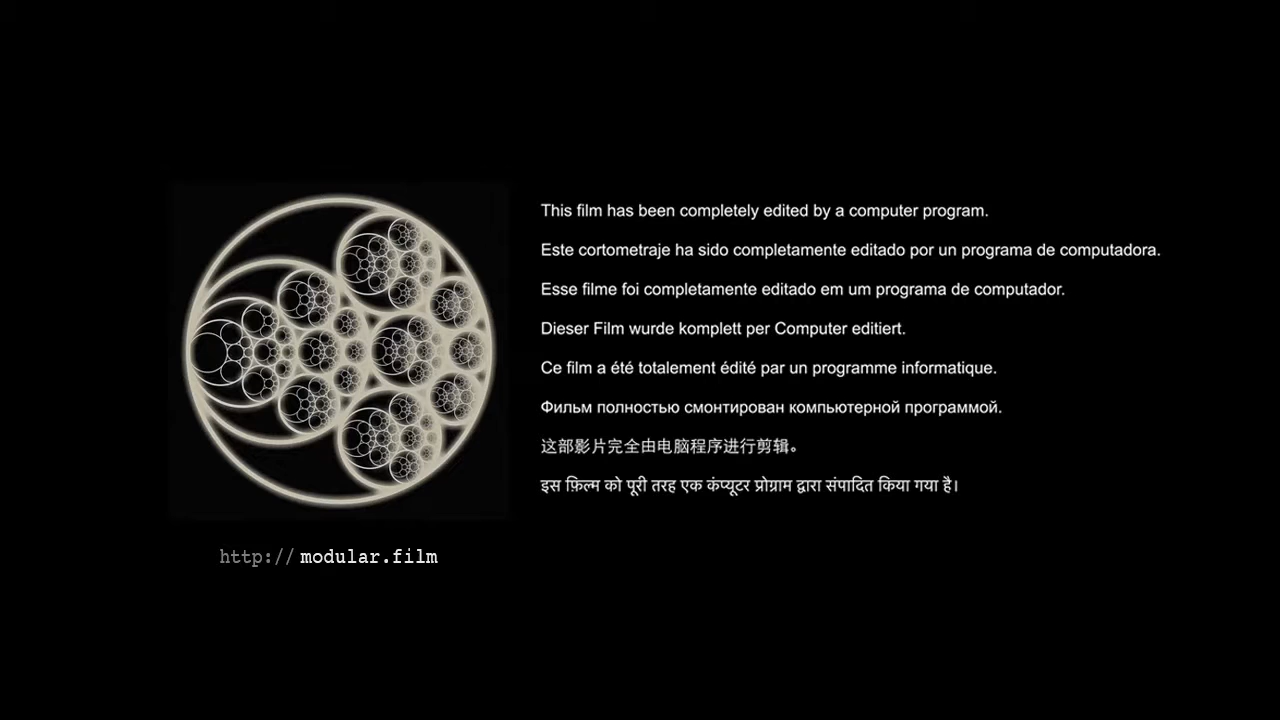 This film has been completely edited by a computer program.
Este cortometraje ha sido completamente editado por un programa de computadora.
Esse filme foi completamente editado em um programa de computador.
Dieser Film wurde komplett per Computer editiert.
Ce film a été totalement édité par un programme informatique.
Фильм полностью смонтирован компьютерной программой.
这部影片完全由电脑程序进行剪辑。
इस फ़िल्म को पूरी तरह एक कंप्यूटर प्रोग्राम द्वारा संपादित किया गया है।
http:// modular.film